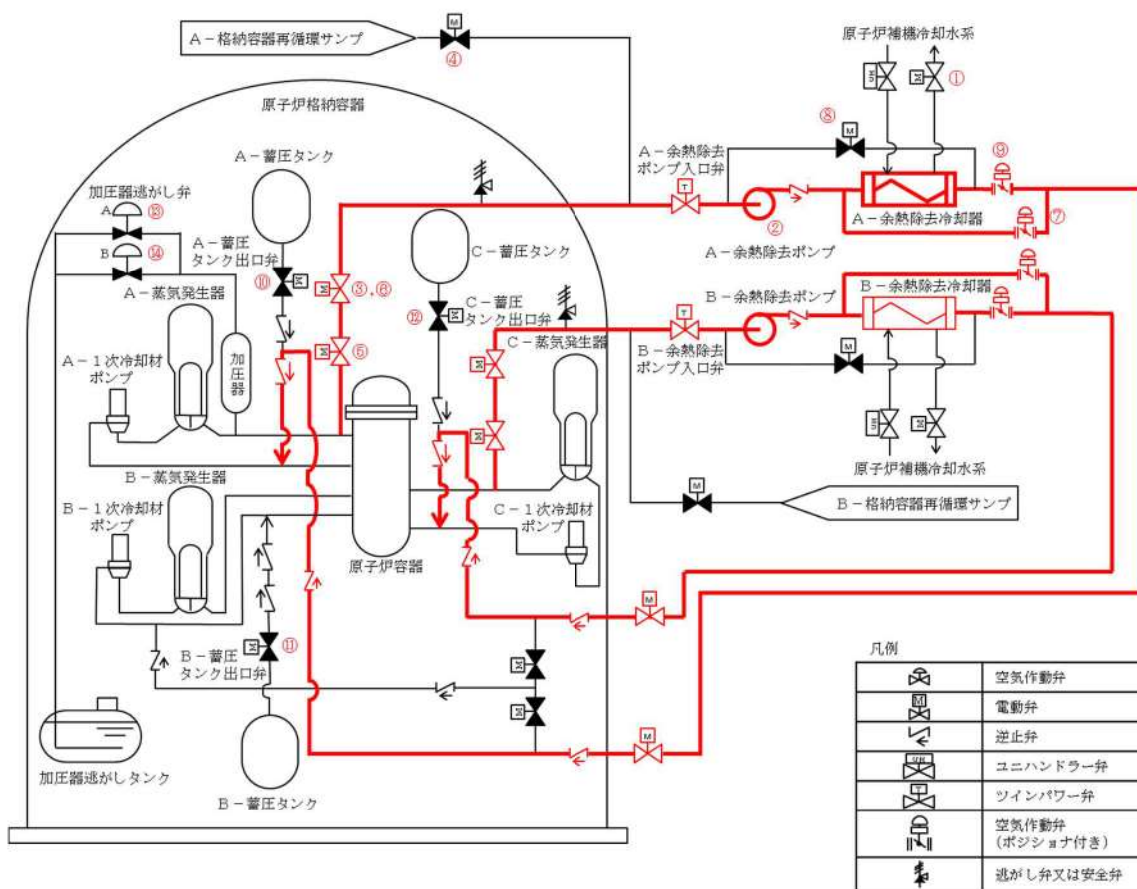 A－格納容器再循環サンプ
M
④
原子炉補機冷却水系
①
⑧
M
⑨
原子炉格納容器
A－余熱除去
ポンプ入口弁
T
②
A－余熱除去冷却器
⑦
A－余熱除去ポンプ
A－蓄圧タンク
加圧器逃がし弁
A
⑬
B
⑭
A－蓄圧
タンク出口弁
⑩
C－蓄圧タンク
⑫
C－蓄圧
タンク出口弁
A－蒸気発生器
加圧器
A－1次冷却材
ポンプ
C－蒸気発生器
B－余熱除去ポンプ
B－余熱除去冷却器
T
B－余熱除去
ポンプ入口弁
M
原子炉補機冷却水系
B－蒸気発生器
B－1次冷却材
ポンプ
C－1次冷却材
ポンプ
原子炉容器
M
B－格納容器再循環サンプ
⑪
B－蓄圧
タンク出口弁
M
M
加圧器逃がしタンク
B－蓄圧タンク
凡例
空気作動弁
M
電動弁
逆止弁
ユニハンドラー弁
T
ツインパワー弁
空気作動弁
(ポジショナ付き)
逃がし弁又は安全弁